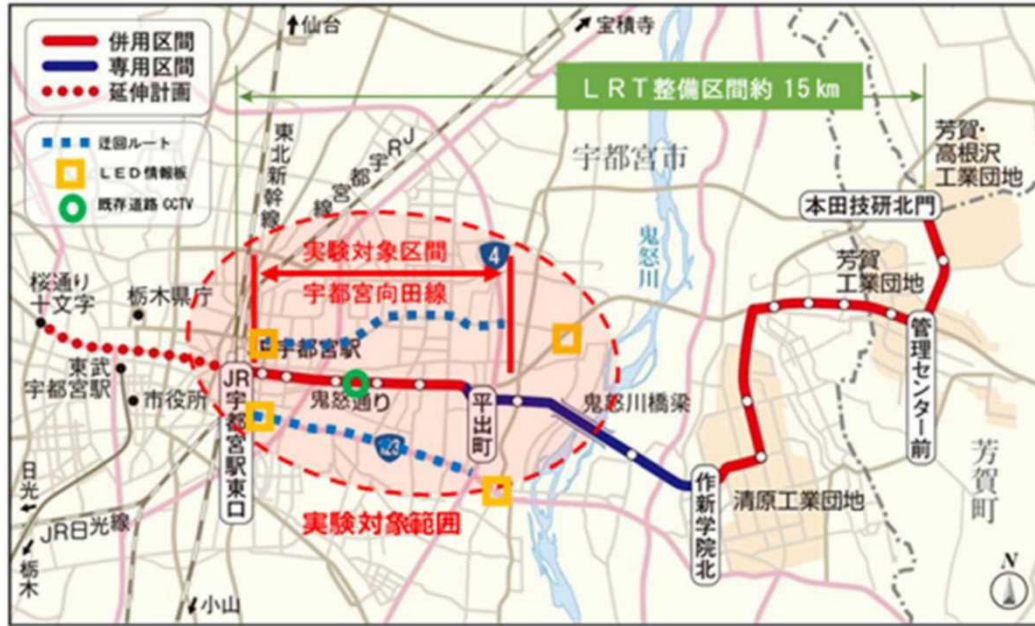 併用区間
専用区間
延伸計画
迂回ルート
LED情報板
既存道路CCTV
仙台
宝積寺
LRT整備区間約 15km
東北新幹線
JR宇都宮線
宇都宮市
鬼怒川
芳賀・
高根沢
工業団地
本田技研北門
実験対象区間
4
宇都宮向田線
芳賀
工業団地
桜通り
十文字
栃木県庁
宇都宮駅
東武
宇都宮駅
市役所
JR宇都宮駅東口
鬼怒通り
平出町
鬼怒川橋梁
管理センター前
123
作新学院北
清原工業団地
芳賀町
実験対象範囲
日光
JR日光線
栃木
小山
N